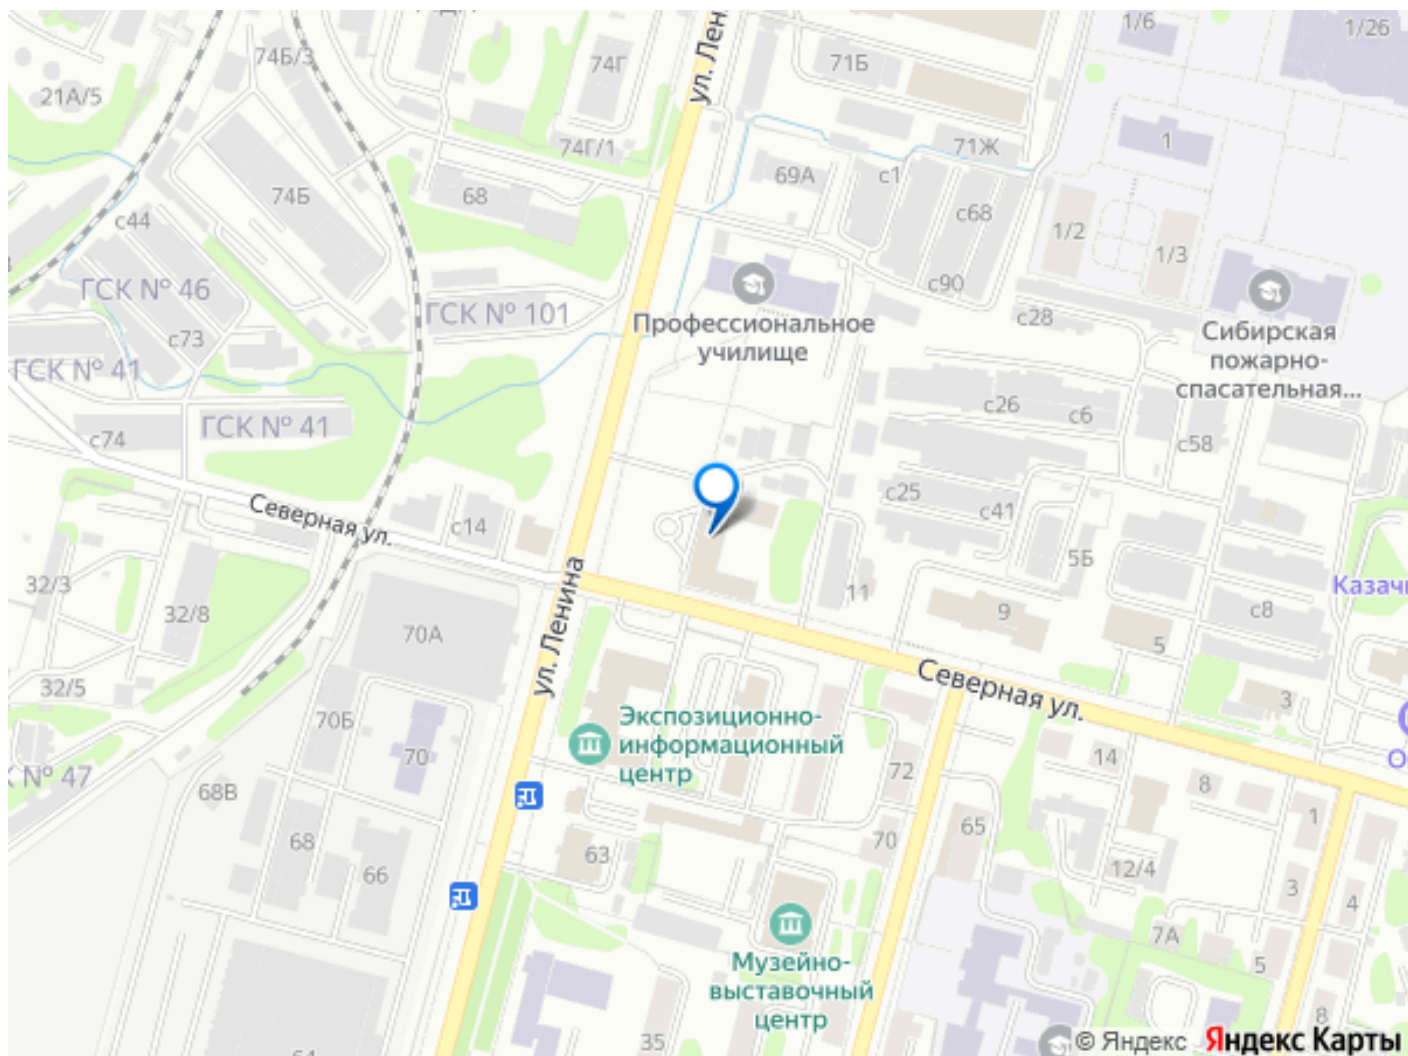 ул. Лен
1/6
1/26
74Б/3
74Г
71Б
21А/5
74Г/1
71Ж
1
69А
с1
74Б
68
с68
с44
1/2
1/3
ГСК № 46
с90
ГСК № 101
с28
Профессиональное
училище
Сибирская
пожарно-
спасательная...
с73
ГСК № 41
с26
с6
ГСК № 41
с74
с58
с25
с41
Северная ул.
с14
5Б
32/3
ул. Ленина
11
Казачь
32/8
9
с8
70А
5
Северная ул.
32/5
3
70Б
Экспозиционно-
информационный
центр
70
14
72
№ 47
68В
8
1
65
68
63
70
12/4
66
3
4
7А
Музейно-
выставочный
центр
5
8
35
64
© Яндекс Яндекс Карты